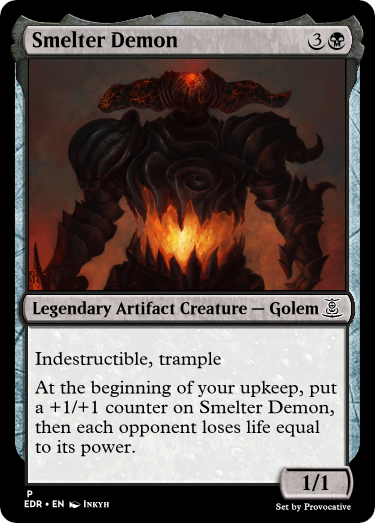 Smelter Demon 3
Legendary Artifact Creature — Golem
Indestructible, trample
At the beginning of your upkeep, put
a +1/+1 counter on Smelter Demon,
then each opponent loses life equal
to its power.
1/1
P
EDR • EN Inkyh
Set by Provocative